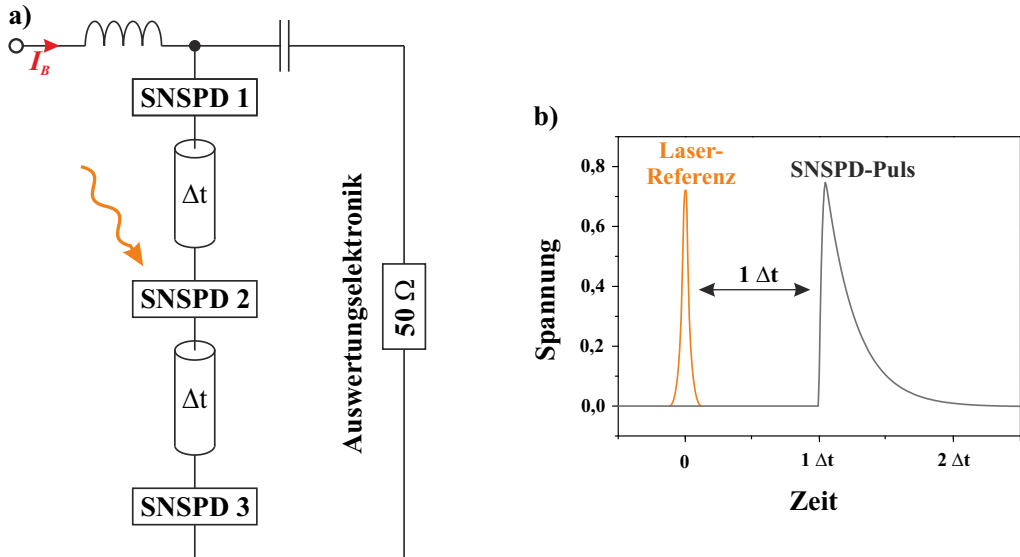 a)
I_B
SNSPD 1
Δt
SNSPD 2
Δt
SNSPD 3
Auswertungselektronik
50 Ω
b)
Laser-
Referenz
SNSPD-Puls
1 Δt
Spannung
0,8
0,6
0,4
0,2
0,0
0
1 Δt
2 Δt
Zeit